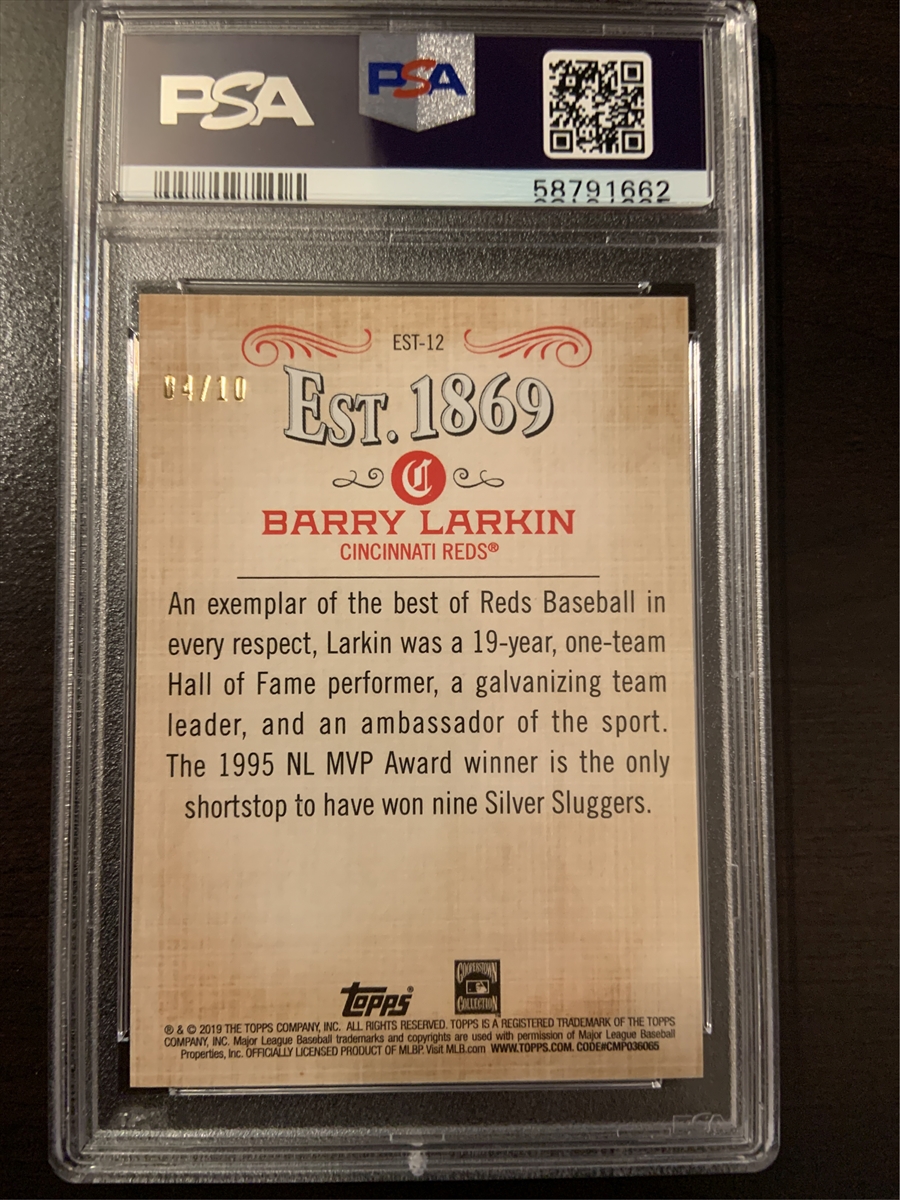 PSA
PSA
58791662
EST-12
04/10
EST. 1869
C
BARRY LARKIN
CINCINNATI REDS®
An exemplar of the best of Reds Baseball in
every respect, Larkin was a 19-year, one-team
Hall of Fame performer, a galvanizing team
leader, and an ambassador of the sport.
The 1995 NL MVP Award winner is the only
shortstop to have won nine Silver Sluggers.
Topps®
COOPERSTOWN
COLLECTION
® & © 2019 THE TOPPS COMPANY, INC. ALL RIGHTS RESERVED. TOPPS IS A REGISTERED TRADEMARK OF THE TOPPS
COMPANY, INC. Major League Baseball trademarks and copyrights are used with permission of Major League Baseball
Properties, Inc. OFFICIALLY LICENSED PRODUCT OF MLBP. Visit MLB.com WWW.TOPPS.COM. CODE#CMP036065
PSA